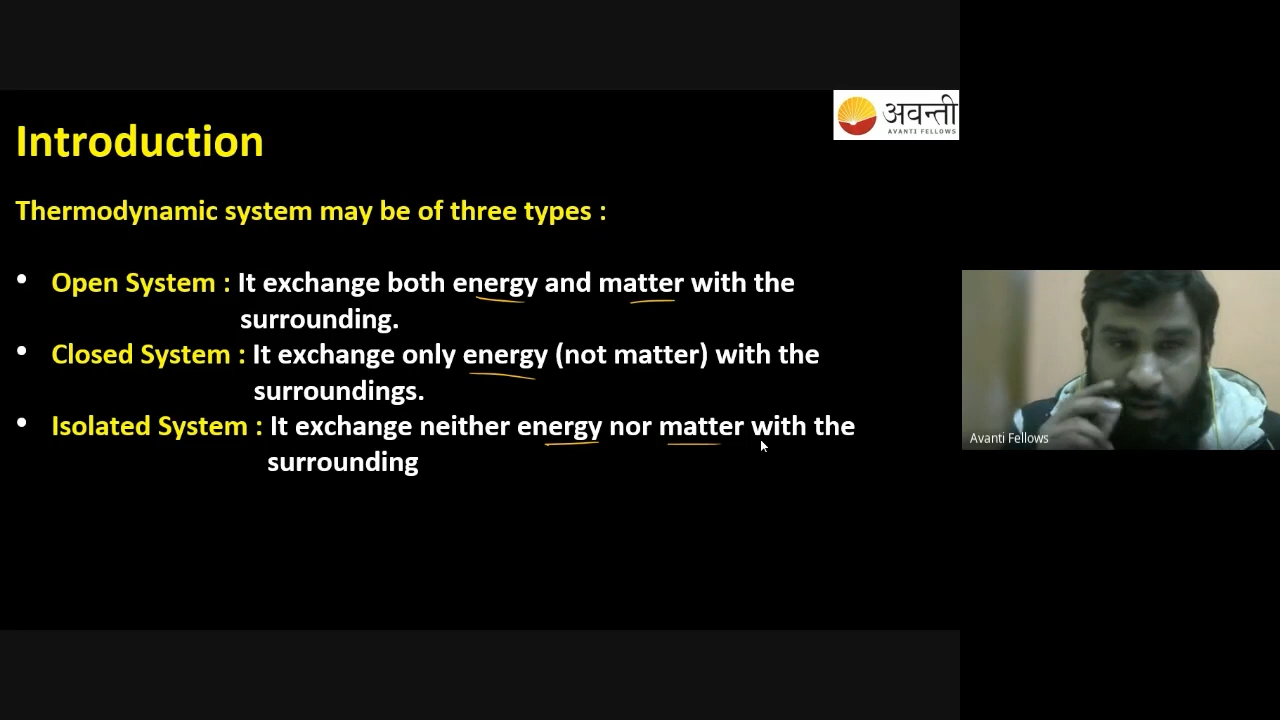 अवन्ती
AVANTI FELLOWS
Introduction
Thermodynamic system may be of three types :
• Open System : It exchange both energy and matter with the
surrounding.
• Closed System : It exchange only energy (not matter) with the
surroundings.
• Isolated System : It exchange neither energy nor matter with the
surrounding
Avanti Fellows